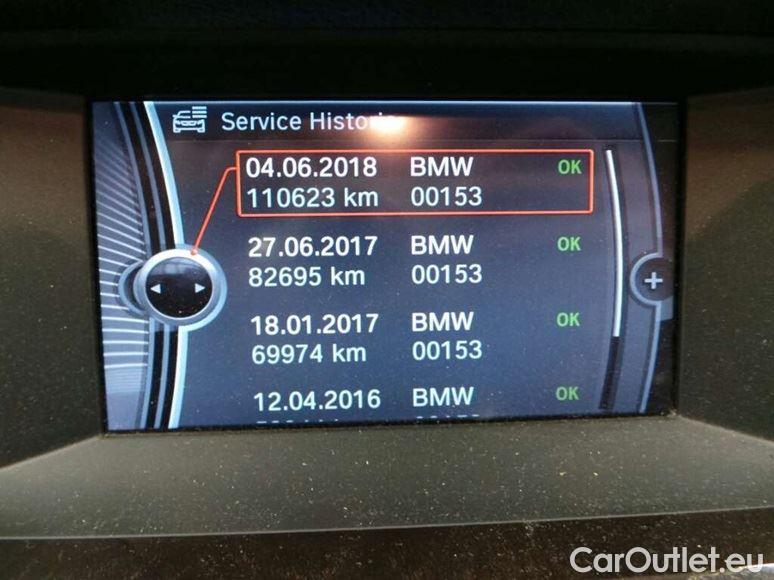 Service Histori
04.06.2018 BMW OK
110623 km 00153
27.06.2017 BMW OK
82695 km 00153
18.01.2017 BMW OK
69974 km 00153
12.04.2016 BMW OK
CarOutlet.eu